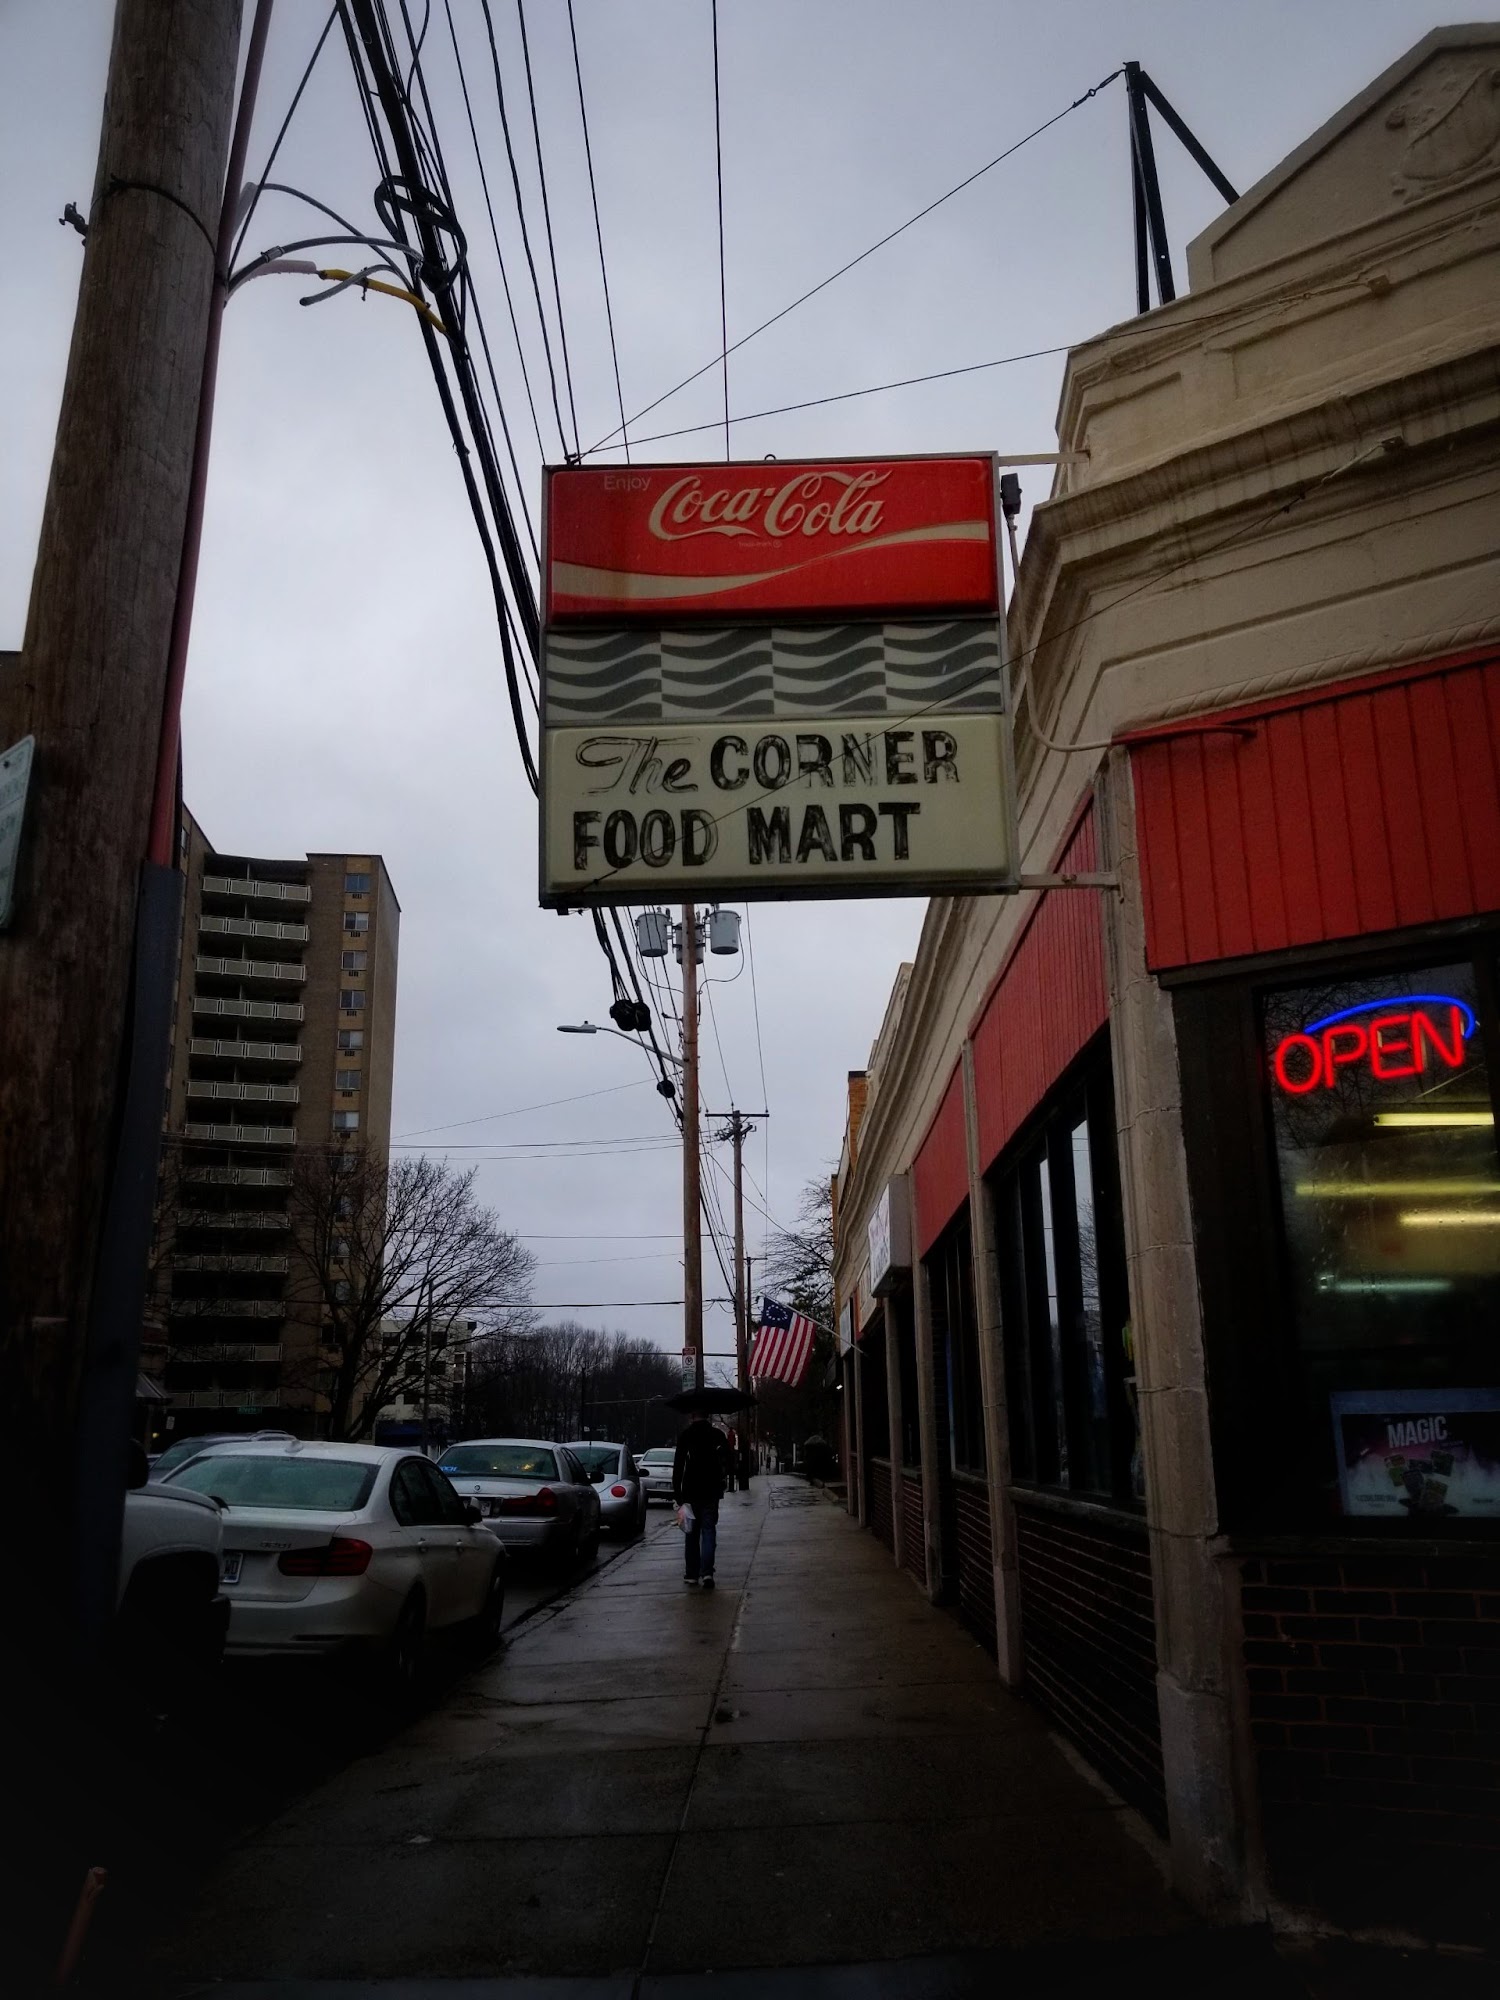 Enjoy
Coca-Cola
The CORNER
FOOD MART
OPEN
MAGIC